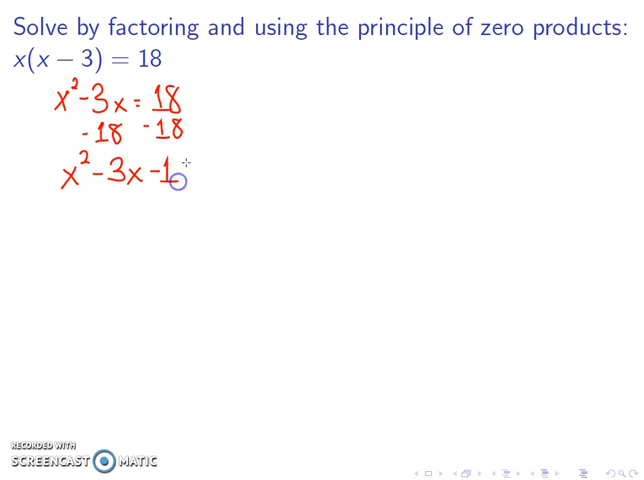 Solve by factoring and using the principle of zero products:
x(x − 3) = 18
x² - 3x = 18
- 18 - 18
x² - 3x - 1
RECORDED WITH
SCREENCAST MATIC